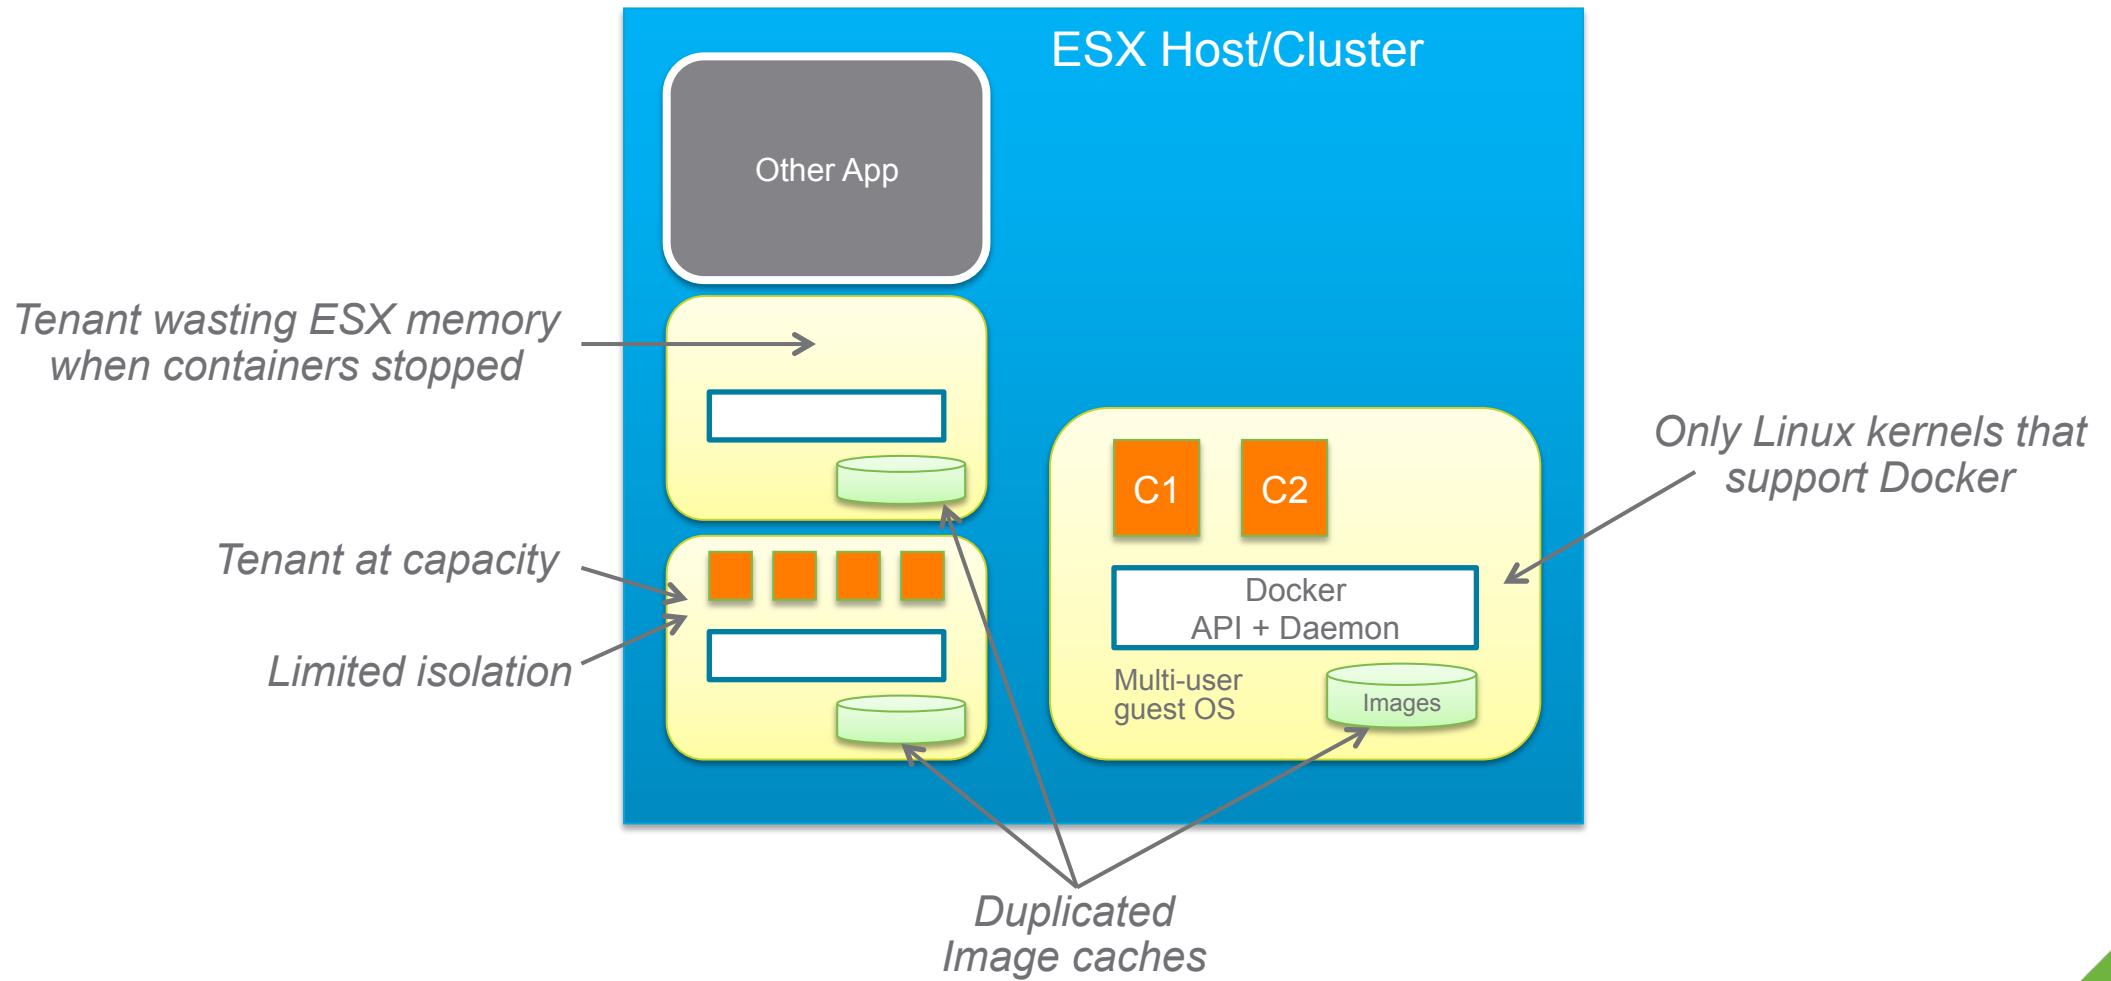 ESX Host/Cluster
Other App
Tenant wasting ESX memory
when containers stopped
Only Linux kernels that
support Docker
C1
C2
Tenant at capacity
Docker
API + Daemon
Limited isolation
Multi-user
guest OS
Images
Duplicated
Image caches